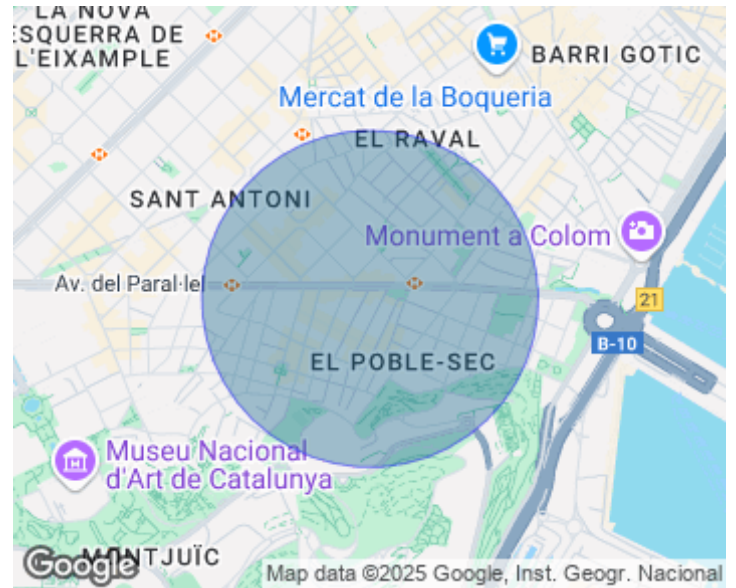 LA NOVA
ESQUERRA DE
L'EIXAMPLE
BARRI GOTIC
Mercat de la Boqueria
EL RAVAL
SANT ANTONI
Monument a Colom
Av. del Paral·lel
21
B-10
EL POBLE-SEC
Museu Nacional
d'Art de Catalunya
MONTJUÏC
Google
Map data ©2025 Google, Inst. Geogr. Nacional